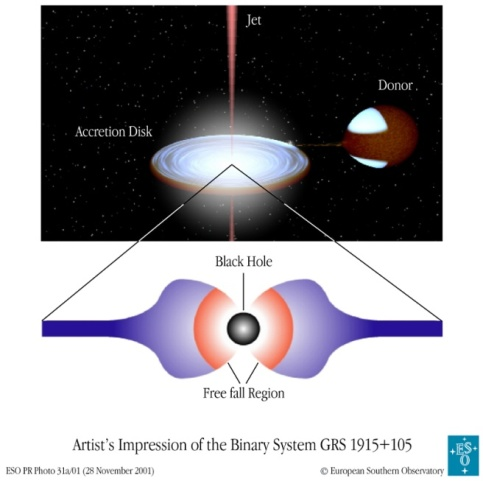 Jet
Donor
Accretion Disk
Black Hole
Free fall Region
Artist's Impression of the Binary System GRS 1915+105
ESO PR Photo 31a/01 (28 November 2001)
© European Southern Observatory
ESO